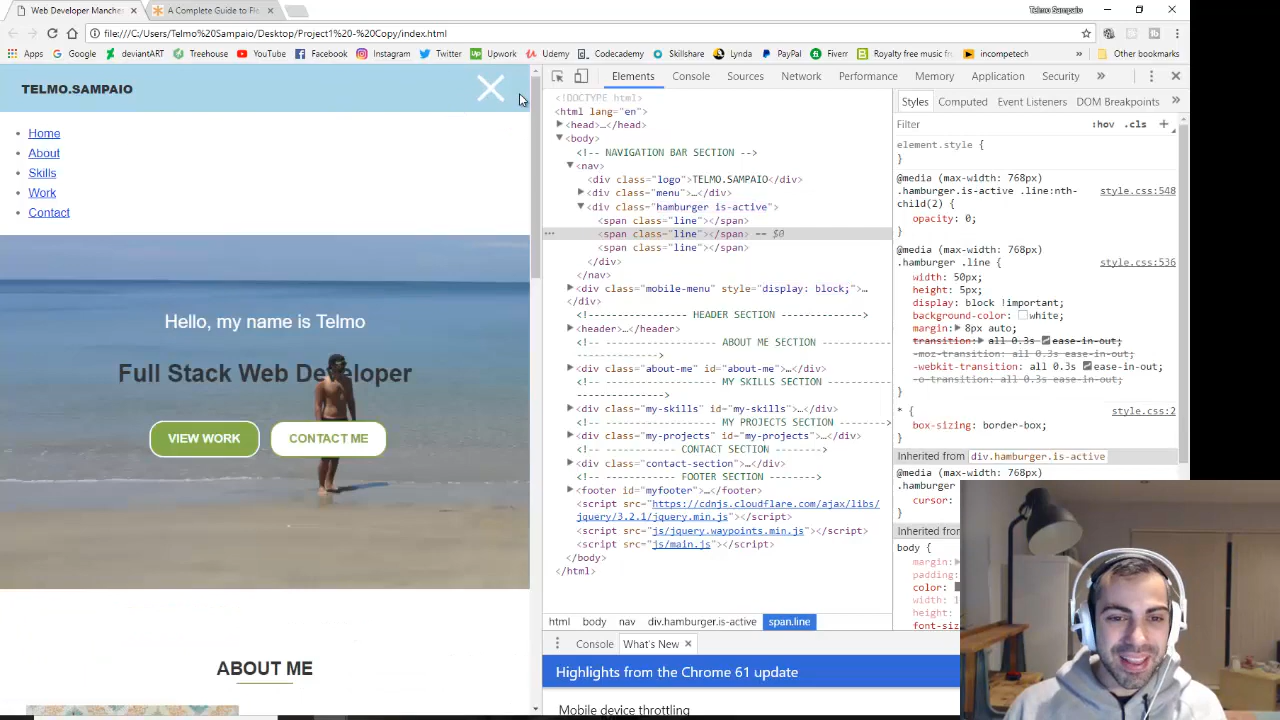 Web Developer Manches
A Complete Guide to Fle
Telmo Sampaio
file:///C:/Users/Telmo%20Sampaio/Desktop/Project1%20-%20Copy/index.html
Apps
G Google
deviantART
Treehouse
YouTube
Facebook
Instagram
Twitter
Up Upwork
Udemy
Codecademy
Skillshare
Lynda
PayPal
Fiverr
Royalty free music fr
incompetech
Other bookmarks
TELMO.SAMPAIO
Home
About
Skills
Work
Contact
Hello, my name is Telmo
Full Stack Web Developer
VIEW WORK
CONTACT ME
ABOUT ME
Elements
Console
Sources
Network
Performance
Memory
Application
Security
»
<!DOCTYPE html>
<html lang="en">
<head>…</head>
<body>
<!-- NAVIGATION BAR SECTION -->
<nav>
<div class="logo">TELMO.SAMPAIO</div>
<div class="menu">…</div>
<div class="hamburger is-active">
<span class="line"></span>
<span class="line"></span> == $0
<span class="line"></span>
</div>
</nav>
<div class="mobile-menu" style="display: block;">…
</div>
<!---------------- HEADER SECTION -------------->
<header>…</header>
<!---------------- ABOUT ME SECTION ------------
------------->
<div class="about-me" id="about-me">…</div>
<!---------------- MY SKILLS SECTION -----------
------------->
<div class="my-skills" id="my-skills">…</div>
<!---------------- MY PROJECTS SECTION --------->
<div class="my-projects" id="my-projects">…</div>
<!---------------- CONTACT SECTION -------->
<div class="contact-section">…</div>
<!---------------- FOOTER SECTION -------->
<footer id="myfooter">…</footer>
<script src="https://cdnjs.cloudflare.com/ajax/libs/
jquery/3.2.1/jquery.min.js"></script>
<script src="js/jquery.waypoints.min.js"></script>
<script src="js/main.js"></script>
</body>
</html>
html
body
nav
div.hamburger.is-active
span.line
Console
What's New
Highlights from the Chrome 61 update
Mobile device throttling
Styles
Computed
Event Listeners
DOM Breakpoints
»
Filter
:hov
.cls
+
element.style {
}
@media (max-width: 768px)
.hamburger.is-active .line:nth-
child(2) {
style.css:548
opacity: 0;
}
@media (max-width: 768px)
.hamburger .line {
style.css:536
width: 50px;
height: 5px;
display: block !important;
background-color: white;
margin: 8px auto;
transition: all 0.3s ease-in-out;
-moz-transition: all 0.3s ease-in-out;
-webkit-transition: all 0.3s ease-in-out;
-o-transition: all 0.3s ease-in-out;
}
* {
style.css:2
box-sizing: border-box;
}
Inherited from div.hamburger.is-active
@media (max-width: 768px)
.hamburger
cursor:
}
Inherited from
body {
margin:
padding:
color:
width: 1
height:
font-siz